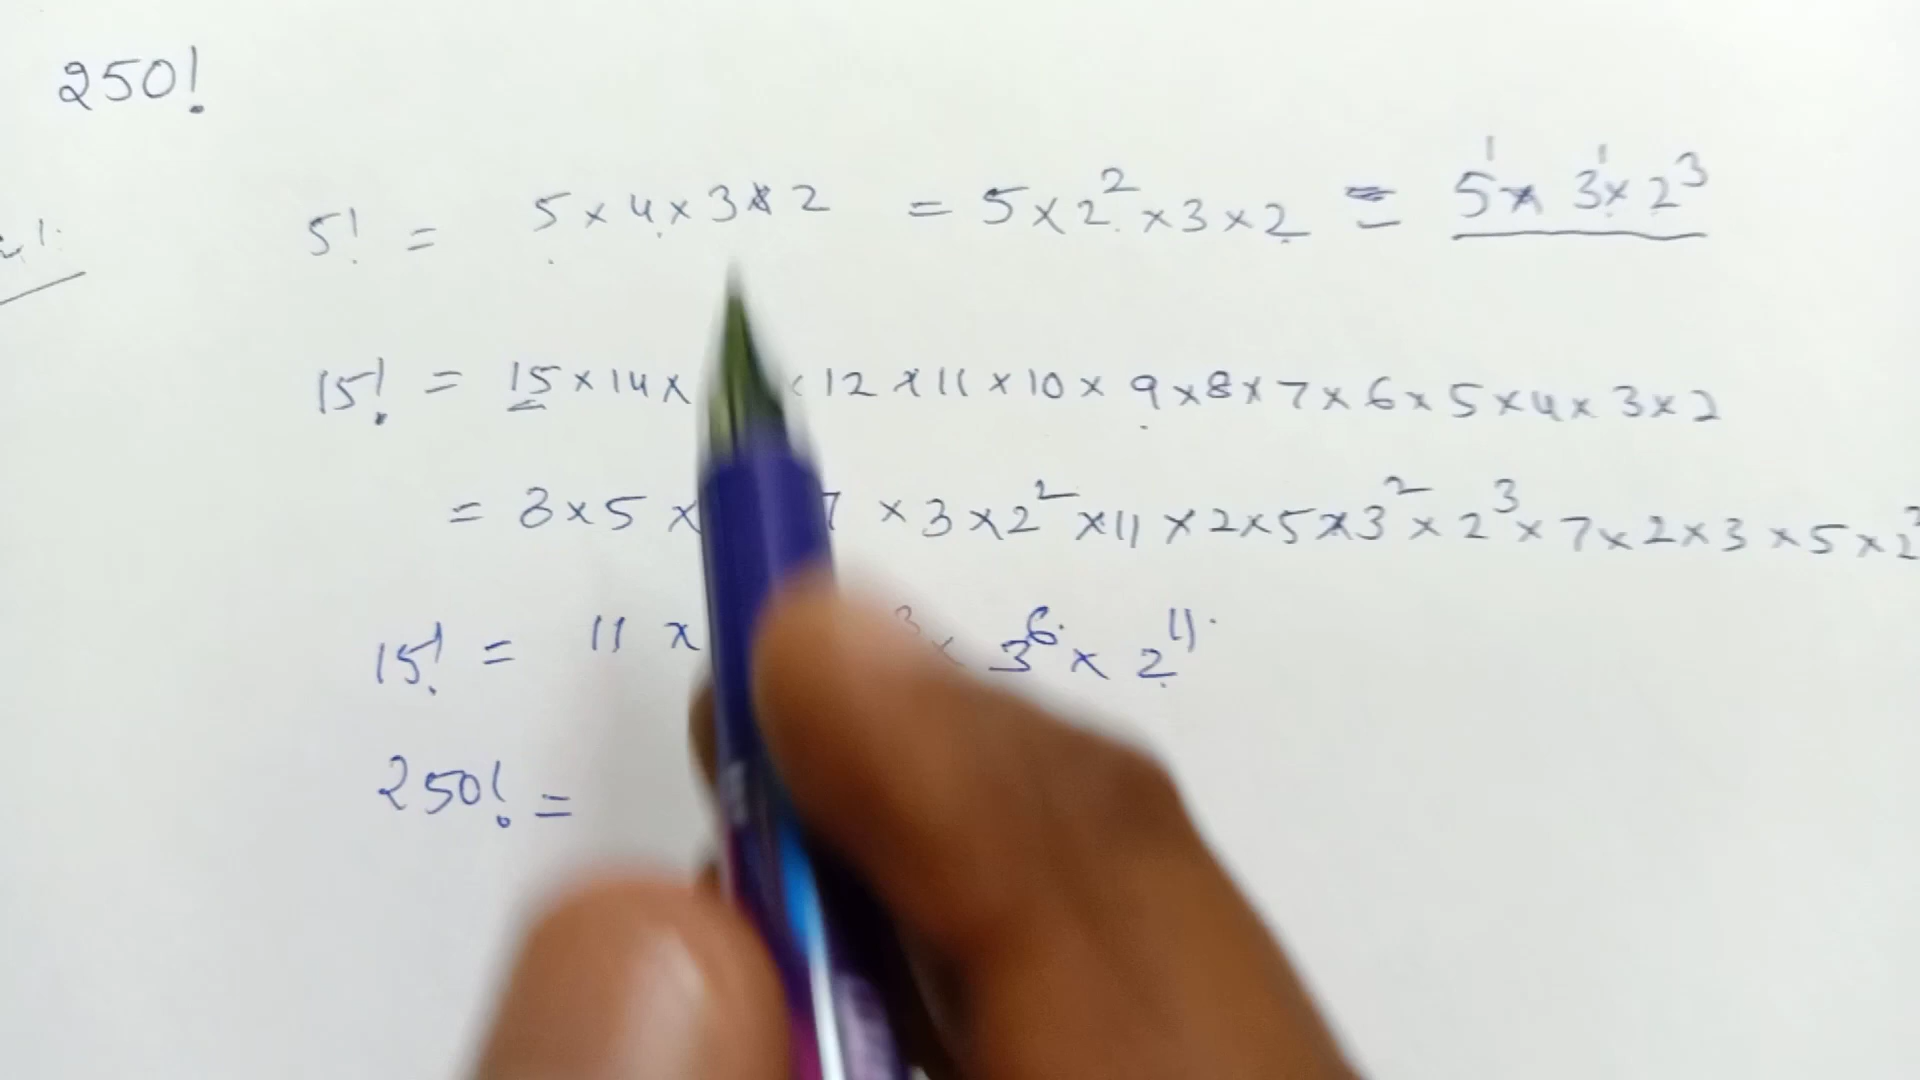 250!
5! = 5 × 4 × 3 × 2 = 5 × 2² × 3 × 2 = 5¹ × 3¹ × 2³
15! = 15 × 14 × × 12 × 11 × 10 × 9 × 8 × 7 × 6 × 5 × 4 × 3 × 2
= 3 × 5 × 7 × 3 × 2² × 11 × 2 × 5 × 3² × 2³ × 7 × 2 × 3 × 5 × 2
15! = 11 × ³ × 3⁶ × 2¹¹
250! =